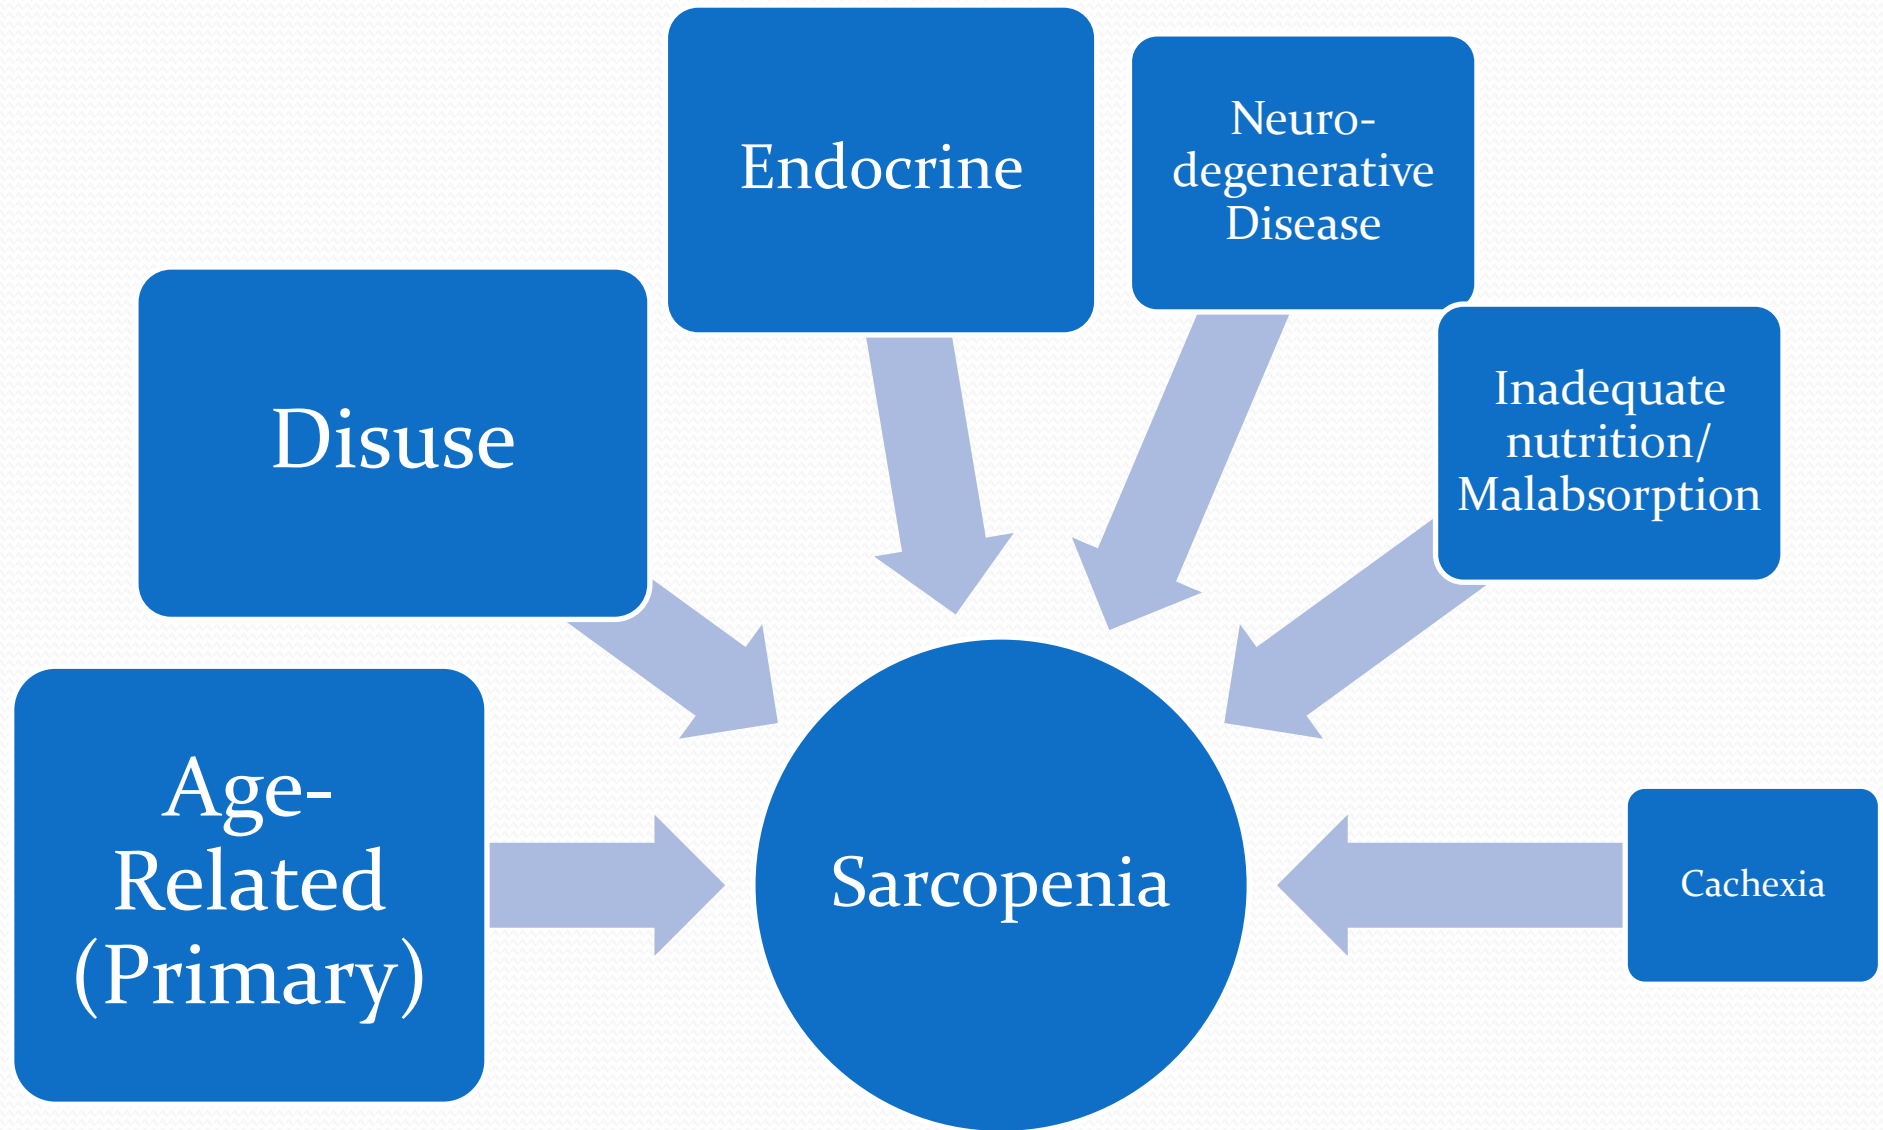 Endocrine
Neuro-
degenerative
Disease
Disuse
Inadequate
nutrition/
Malabsorption
Age-
Related
(Primary)
Sarcopenia
Cachexia